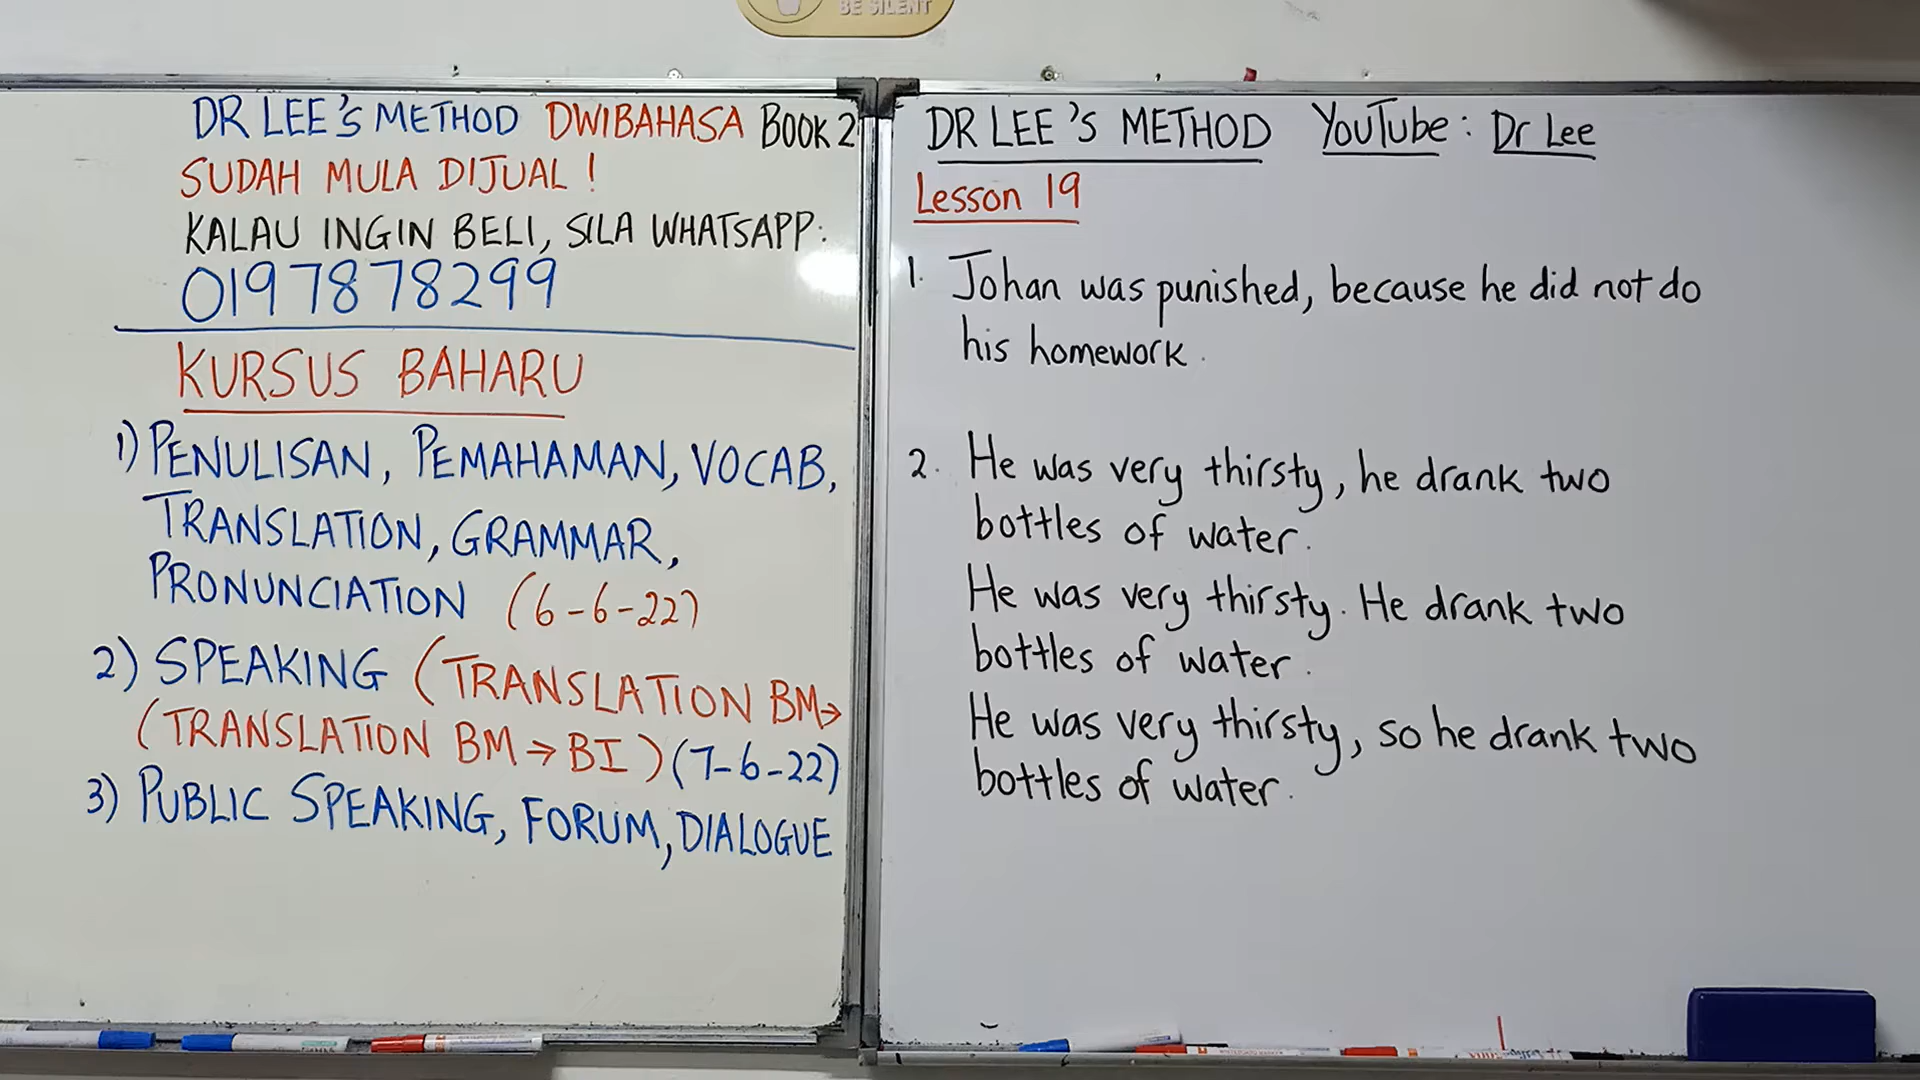 BE SILENT
DR LEE'S METHOD DWIBAHASA BOOK 2
SUDAH MULA DIJUAL !
KALAU INGIN BELI, SILA WHATSAPP:
0197878299
KURSUS BAHARU
1) PENULISAN, PEMAHAMAN, VOCAB,
TRANSLATION, GRAMMAR,
PRONUNCIATION (6-6-22)
2) SPEAKING (TRANSLATION BM→
(TRANSLATION BM → BI) (7-6-22)
3) PUBLIC SPEAKING, FORUM, DIALOGUE
DR LEE 'S METHOD YouTube : Dr Lee
Lesson 19
1. Johan was punished, because he did not do
his homework.
2. He was very thirsty, he drank two
bottles of water.
He was very thirsty. He drank two
bottles of water.
He was very thirsty, so he drank two
bottles of water.